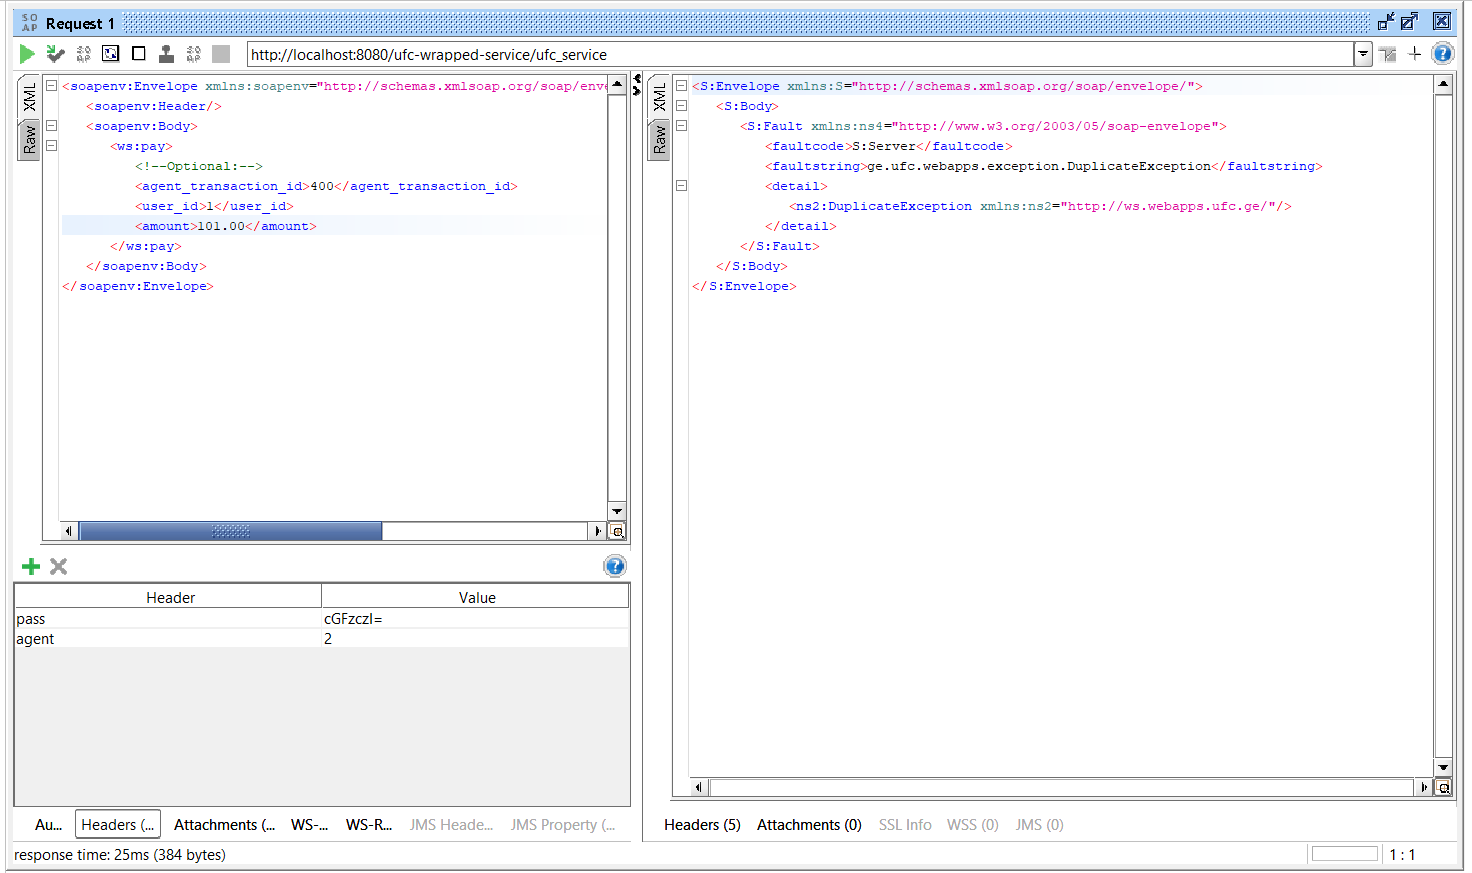 SO
AP
Request 1
http://localhost:8080/ufc-wrapped-service/ufc_service
XML
Raw
<soapenv:Envelope xmlns:soapenv="http://schemas.xmlsoap.org/soap/enve
<soapenv:Header/>
<soapenv:Body>
<ws:pay>
<!--Optional:-->
<agent_transaction_id>400</agent_transaction_id>
<user_id>1</user_id>
<amount>101.00</amount>
</ws:pay>
</soapenv:Body>
</soapenv:Envelope>
Header Value
pass cGFzczI=
agent 2
Au... Headers (... Attachments (... WS-... WS-R... JMS Heade... JMS Property (...
XML
Raw
<S:Envelope xmlns:S="http://schemas.xmlsoap.org/soap/envelope/">
<S:Body>
<S:Fault xmlns:ns4="http://www.w3.org/2003/05/soap-envelope">
<faultcode>S:Server</faultcode>
<faultstring>ge.ufc.webapps.exception.DuplicateException</faultstring>
<detail>
<ns2:DuplicateException xmlns:ns2="http://ws.webapps.ufc.ge/"/>
</detail>
</S:Fault>
</S:Body>
</S:Envelope>
Headers (5) Attachments (0) SSL Info WSS (0) JMS (0)
response time: 25ms (384 bytes)
1 : 1